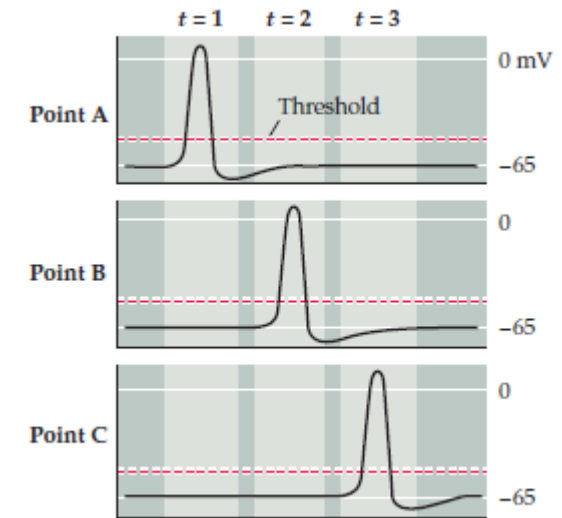 t = 1 t = 2 t = 3
0 mV
Point A
Threshold
–65
0
Point B
–65
0
Point C
–65